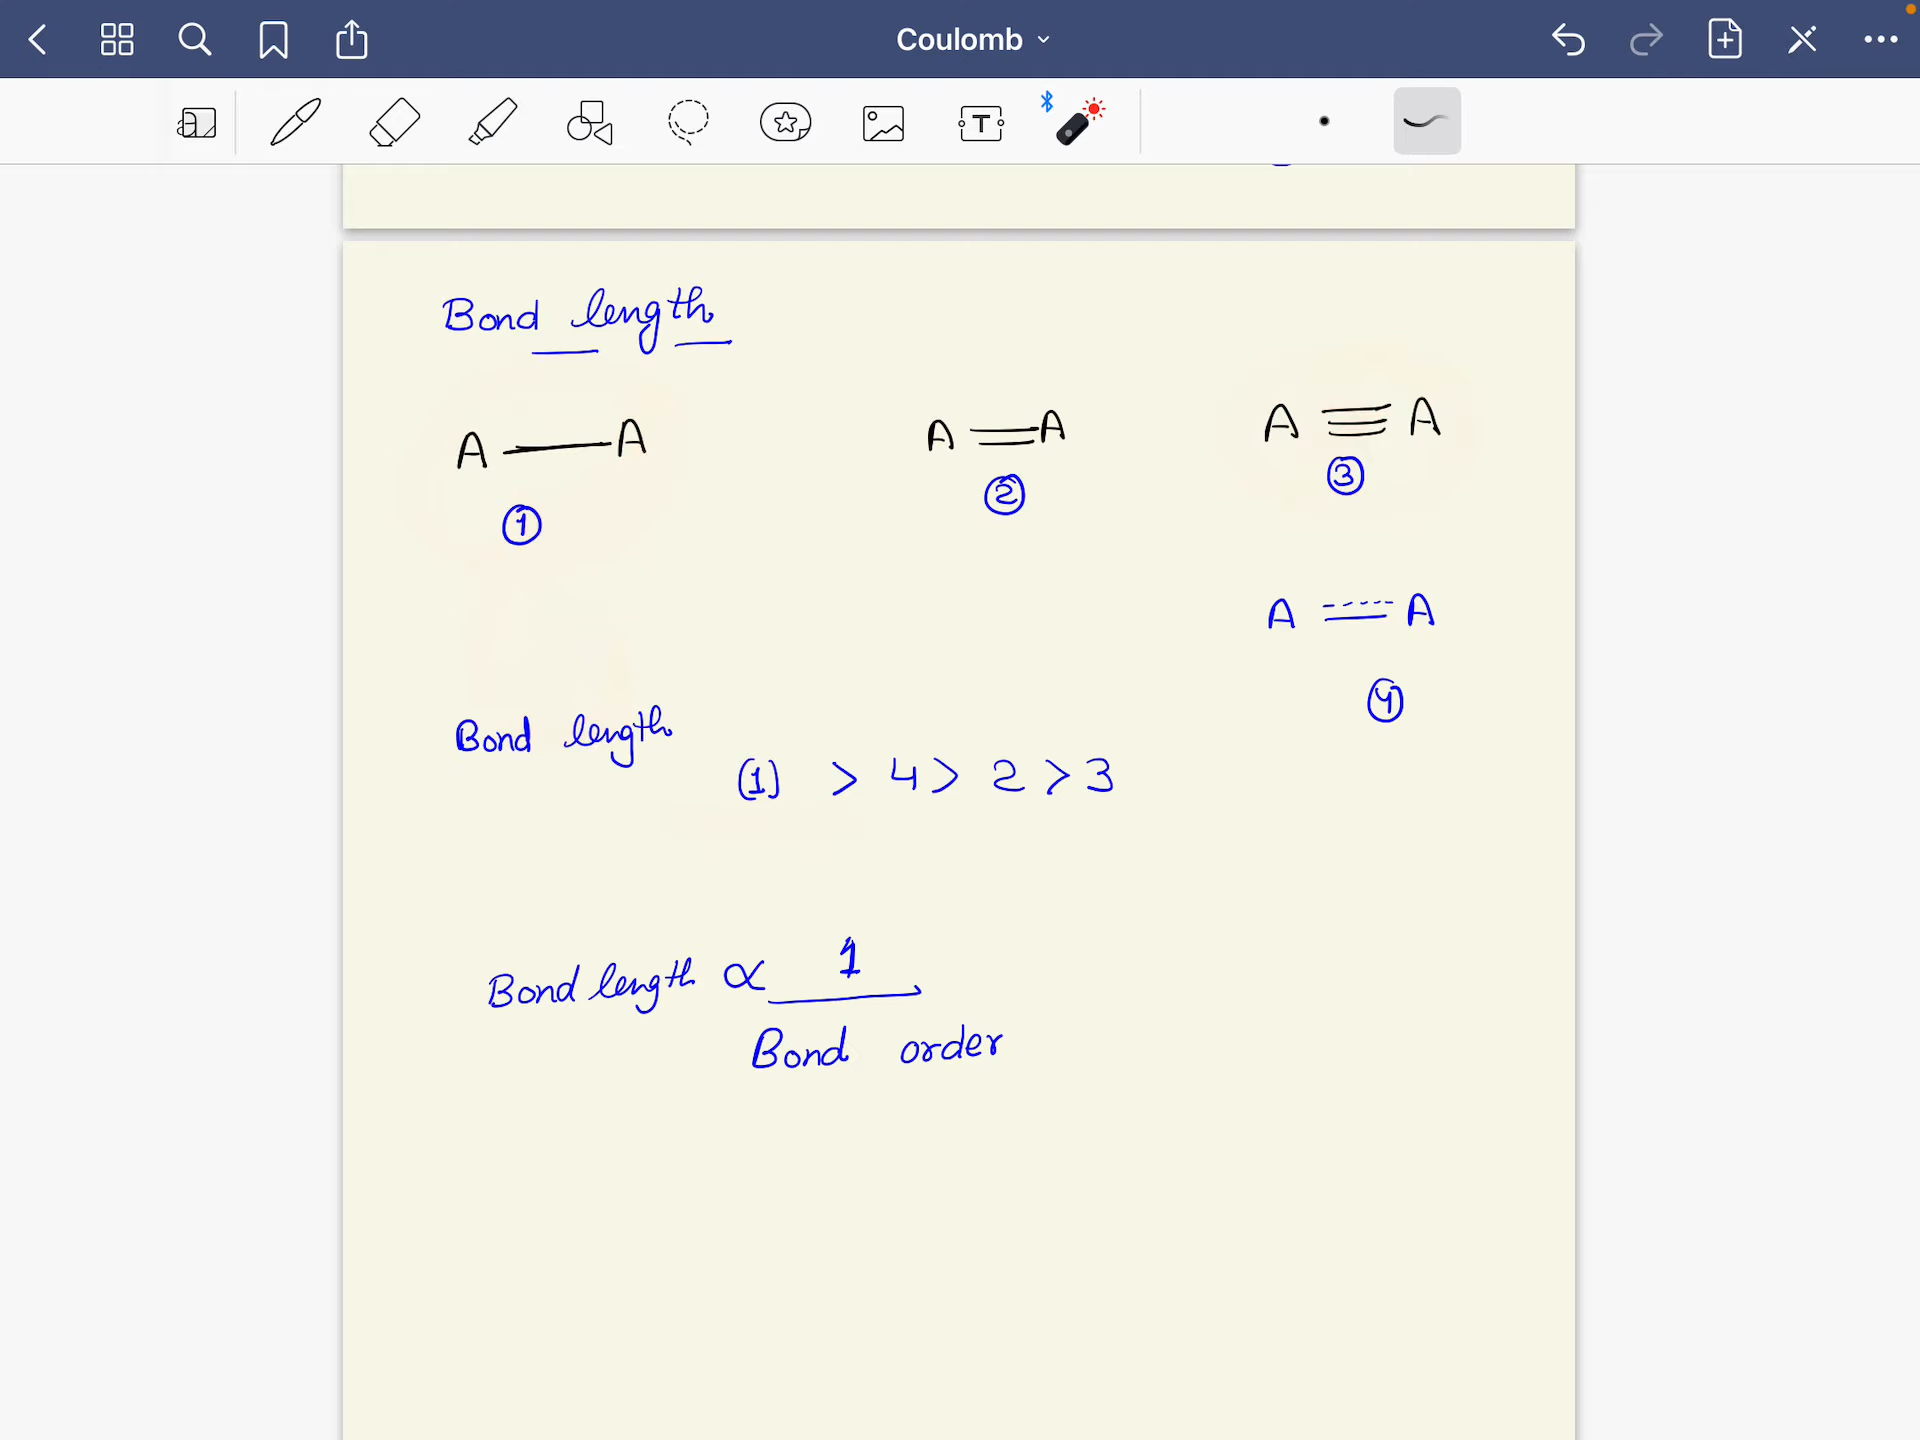 Coulomb
T
Bond length
A — A
A = A
A ≡ A
1
2
3
A A
4
Bond length
(1) > 4 > 2 > 3
Bond length ∝ 1
Bond order